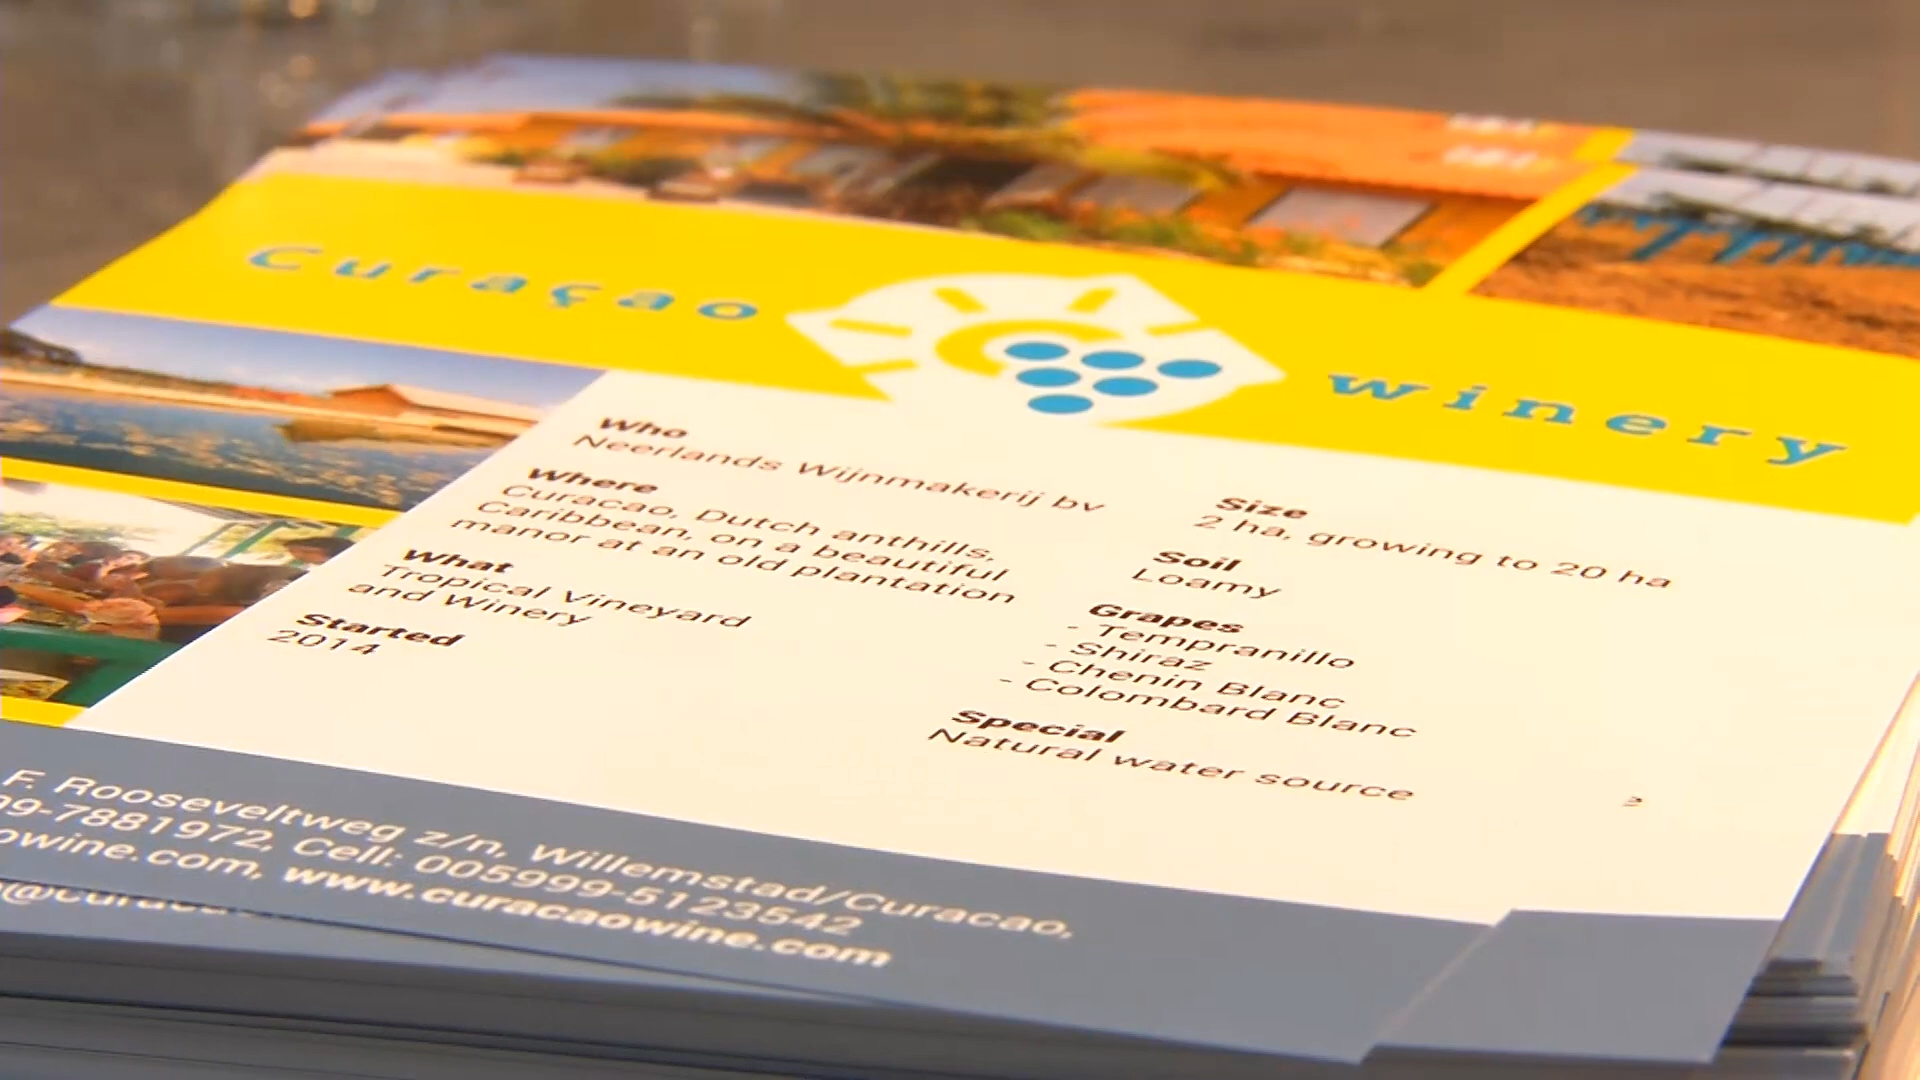 Curaçao winery
Who
Neerlands Wijnmakerij bv
Where
Curacao, Dutch anthills,
Caribbean, on a beautiful
manor at an old plantation
What
Tropical Vineyard
and Winery
Started
2014
Size
2 ha, growing to 20 ha
Soil
Loamy
Grapes
- Tempranillo
- Shiraz
- Chenin Blanc
- Colombard Blanc
Special
Natural water source
F. Rooseveltweg z/n, Willemstad/Curacao,
99-7881972, Cell: 005999-5123542
owine.com, www.curacaowine.com